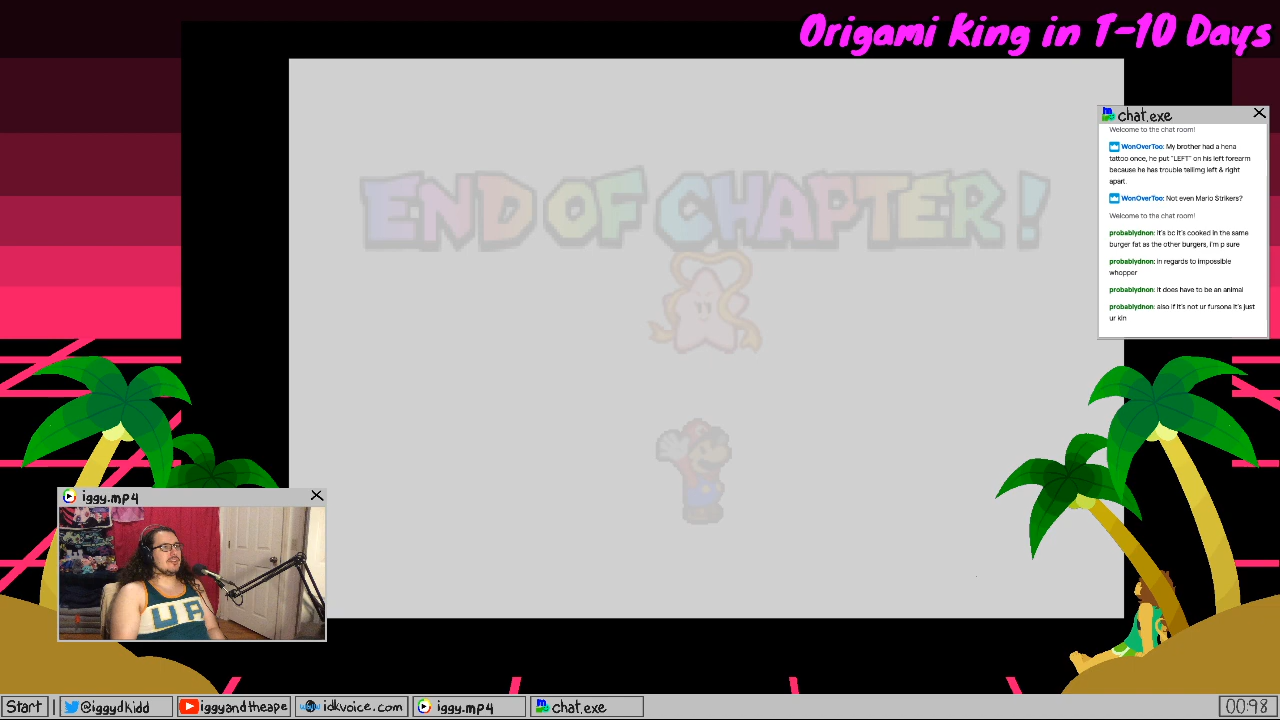 Origami King in T-10 Days
END OF CHAPTER!
chat.exe
Welcome to the chat room!
WonOverToo: My brother had a hena
tattoo once, he put "LEFT" on his left forearm
because he has trouble tellimg left & right
apart.
WonOverToo: Not even Mario Strikers?
Welcome to the chat room!
probablydnon: it's bc it's cooked in the same
burger fat as the other burgers, i'm p sure
probablydnon: in regards to impossible
whopper
probablydnon: it does have to be an animal
probablydnon: also if it's not ur fursona it's just
ur kin
iggy.mp4
UA
Start
@iggydkidd
iggyandtheape
www
idkvoice.com
iggy.mp4
chat.exe
00:98